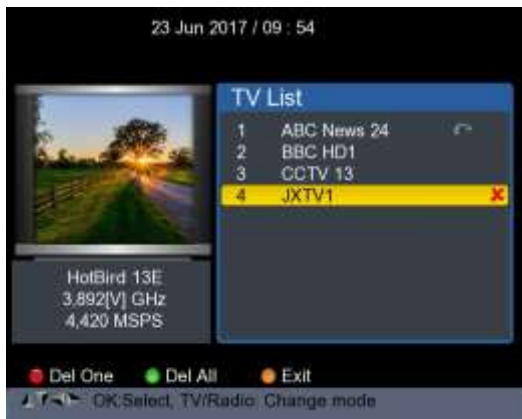 23 Jun 2017 / 09 : 54
TV List
1 ABC News 24
2 BBC HD1
3 CCTV 13
4 JXTV1
HotBird 13E
3,892[V] GHz
4,420 MSPS
Del One Del All Exit
OK:Select, TV/Radio: Change mode